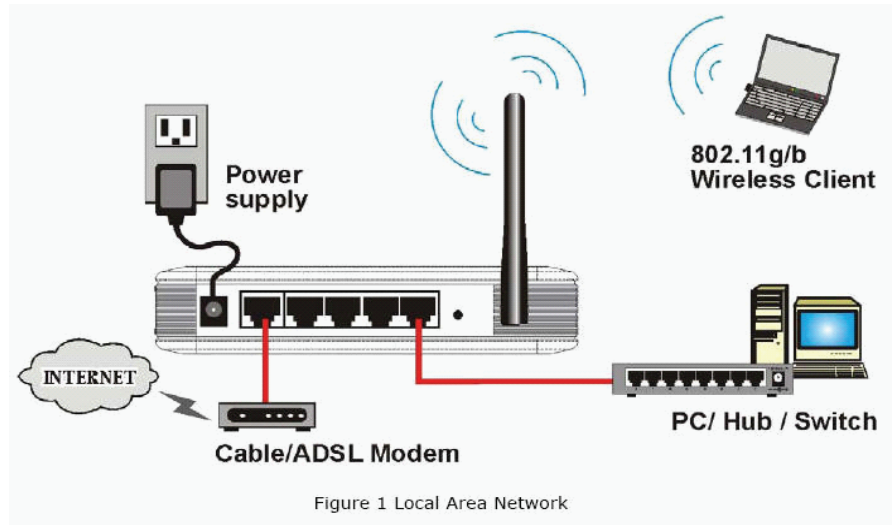 Power
supply
802.11g/b
Wireless Client
INTERNET
Cable/ADSL Modem
PC/ Hub / Switch
Figure 1 Local Area Network